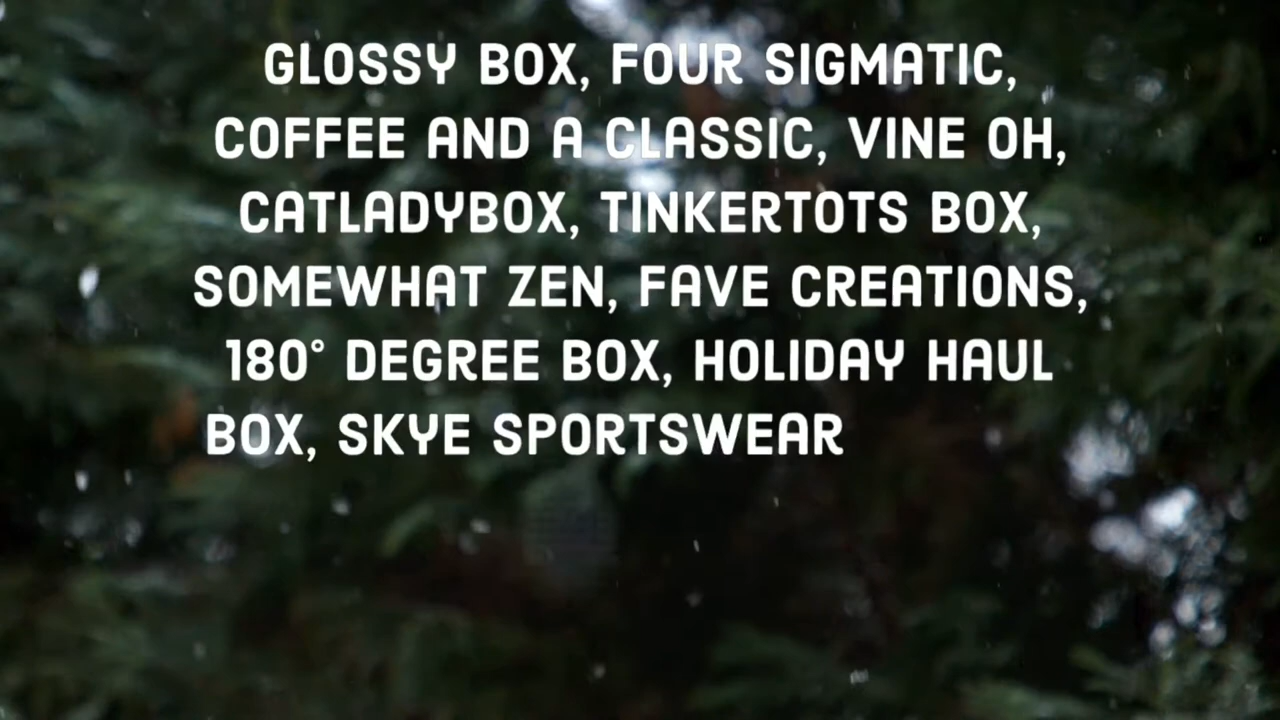 GLOSSY BOX, FOUR SIGMATIC,
COFFEE AND A CLASSIC, VINE OH,
CATLADYBOX, TINKERTOTS BOX,
SOMEWHAT ZEN, FAVE CREATIONS,
180° DEGREE BOX, HOLIDAY HAUL
BOX, SKYE SPORTSWEAR